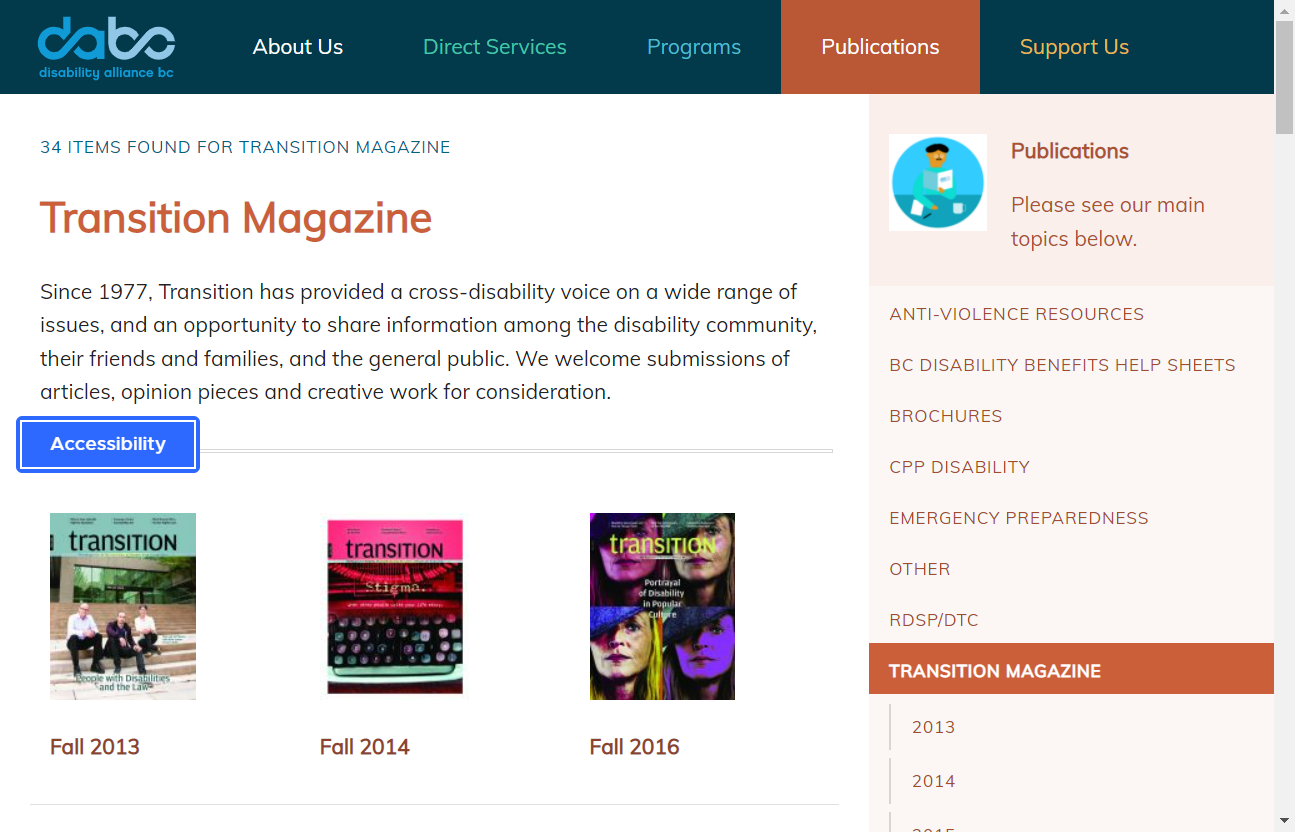 dabc
disability alliance bc
About Us
Direct Services
Programs
Publications
Support Us
34 ITEMS FOUND FOR TRANSITION MAGAZINE
Transition Magazine
Since 1977, Transition has provided a cross-disability voice on a wide range of
issues, and an opportunity to share information among the disability community,
their friends and families, and the general public. We welcome submissions of
articles, opinion pieces and creative work for consideration.
Accessibility
transITION
People with Disabilities
and the Law
Fall 2013
transITION
Stigma.
Fall 2014
transITION
Portrayal
of Disability
in Popular
Culture
Fall 2016
Publications
Please see our main
topics below.
ANTI-VIOLENCE RESOURCES
BC DISABILITY BENEFITS HELP SHEETS
BROCHURES
CPP DISABILITY
EMERGENCY PREPAREDNESS
OTHER
RDSP/DTC
TRANSITION MAGAZINE
2013
2014